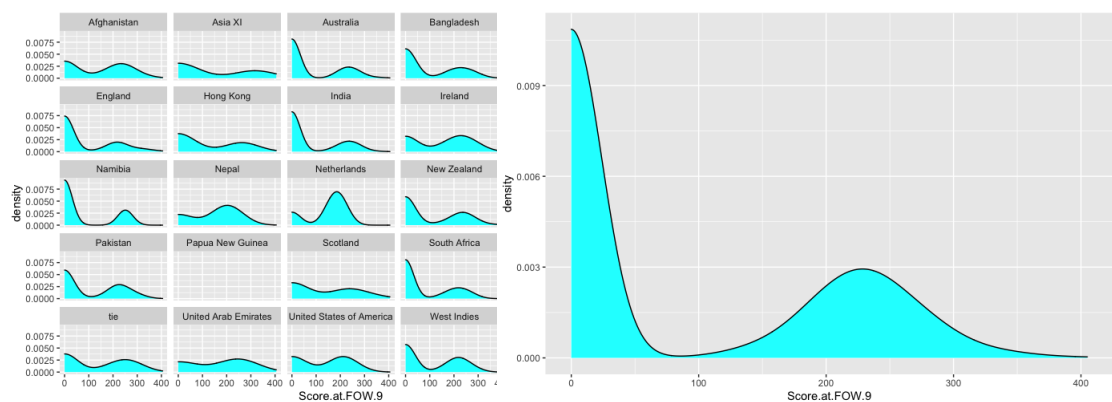 Afghanistan Asia XI Australia Bangladesh
0.0075
0.0050
0.0025
0.0000
England Hong Kong India Ireland
0.0075
0.0050
0.0025
0.0000
Namibia Nepal Netherlands New Zealand
0.0075
0.0050
0.0025
0.0000
Pakistan Papua New Guinea Scotland South Africa
0.0075
0.0050
0.0025
0.0000
tie United Arab Emirates United States of America West Indies
0.0075
0.0050
0.0025
0.0000
0 100 200 300 400 0 100 200 300 400 0 100 200 300 400 0 100 200 300
Score.at.FOW.9
density
0.009
0.006
0.003
0.000
0 100 200 300 400
Score.at.FOW.9
density